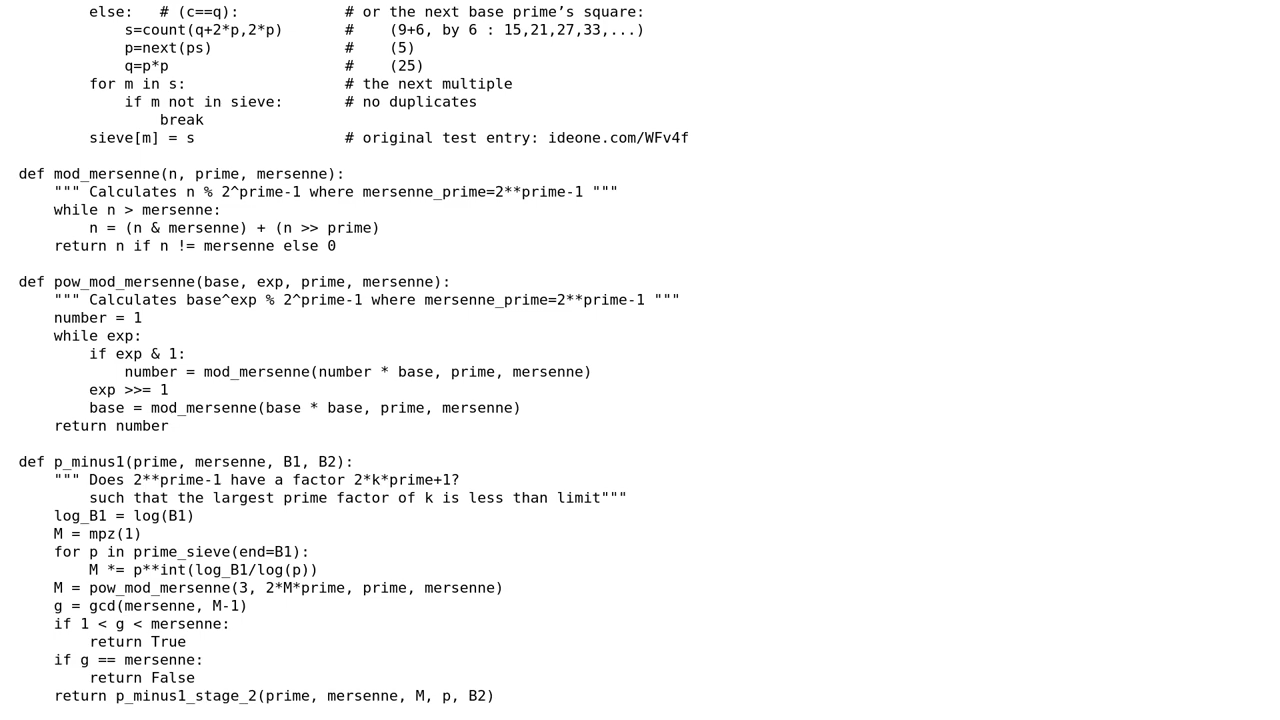 else:   # (c==q):            # or the next base prime’s square:
            s=count(q+2*p,2*p)       #    (9+6, by 6 : 15,21,27,33,...)
            p=next(ps)               #    (5)
            q=p*p                    #    (25)
        for m in s:                  # the next multiple
            if m not in sieve:       # no duplicates
                break
        sieve[m] = s                 # original test entry: ideone.com/WFv4f

def mod_mersenne(n, prime, mersenne):
    """ Calculates n % 2^prime-1 where mersenne_prime=2**prime-1 """
    while n > mersenne:
        n = (n & mersenne) + (n >> prime)
    return n if n != mersenne else 0

def pow_mod_mersenne(base, exp, prime, mersenne):
    """ Calculates base^exp % 2^prime-1 where mersenne_prime=2**prime-1 """
    number = 1
    while exp:
        if exp & 1:
            number = mod_mersenne(number * base, prime, mersenne)
        exp >>= 1
        base = mod_mersenne(base * base, prime, mersenne)
    return number

def p_minus1(prime, mersenne, B1, B2):
    """ Does 2**prime-1 have a factor 2*k*prime+1?
        such that the largest prime factor of k is less than limit"""
    log_B1 = log(B1)
    M = mpz(1)
    for p in prime_sieve(end=B1):
        M *= p**int(log_B1/log(p))
    M = pow_mod_mersenne(3, 2*M*prime, prime, mersenne)
    g = gcd(mersenne, M-1)
    if 1 < g < mersenne:
        return True
    if g == mersenne:
        return False
    return p_minus1_stage_2(prime, mersenne, M, p, B2)